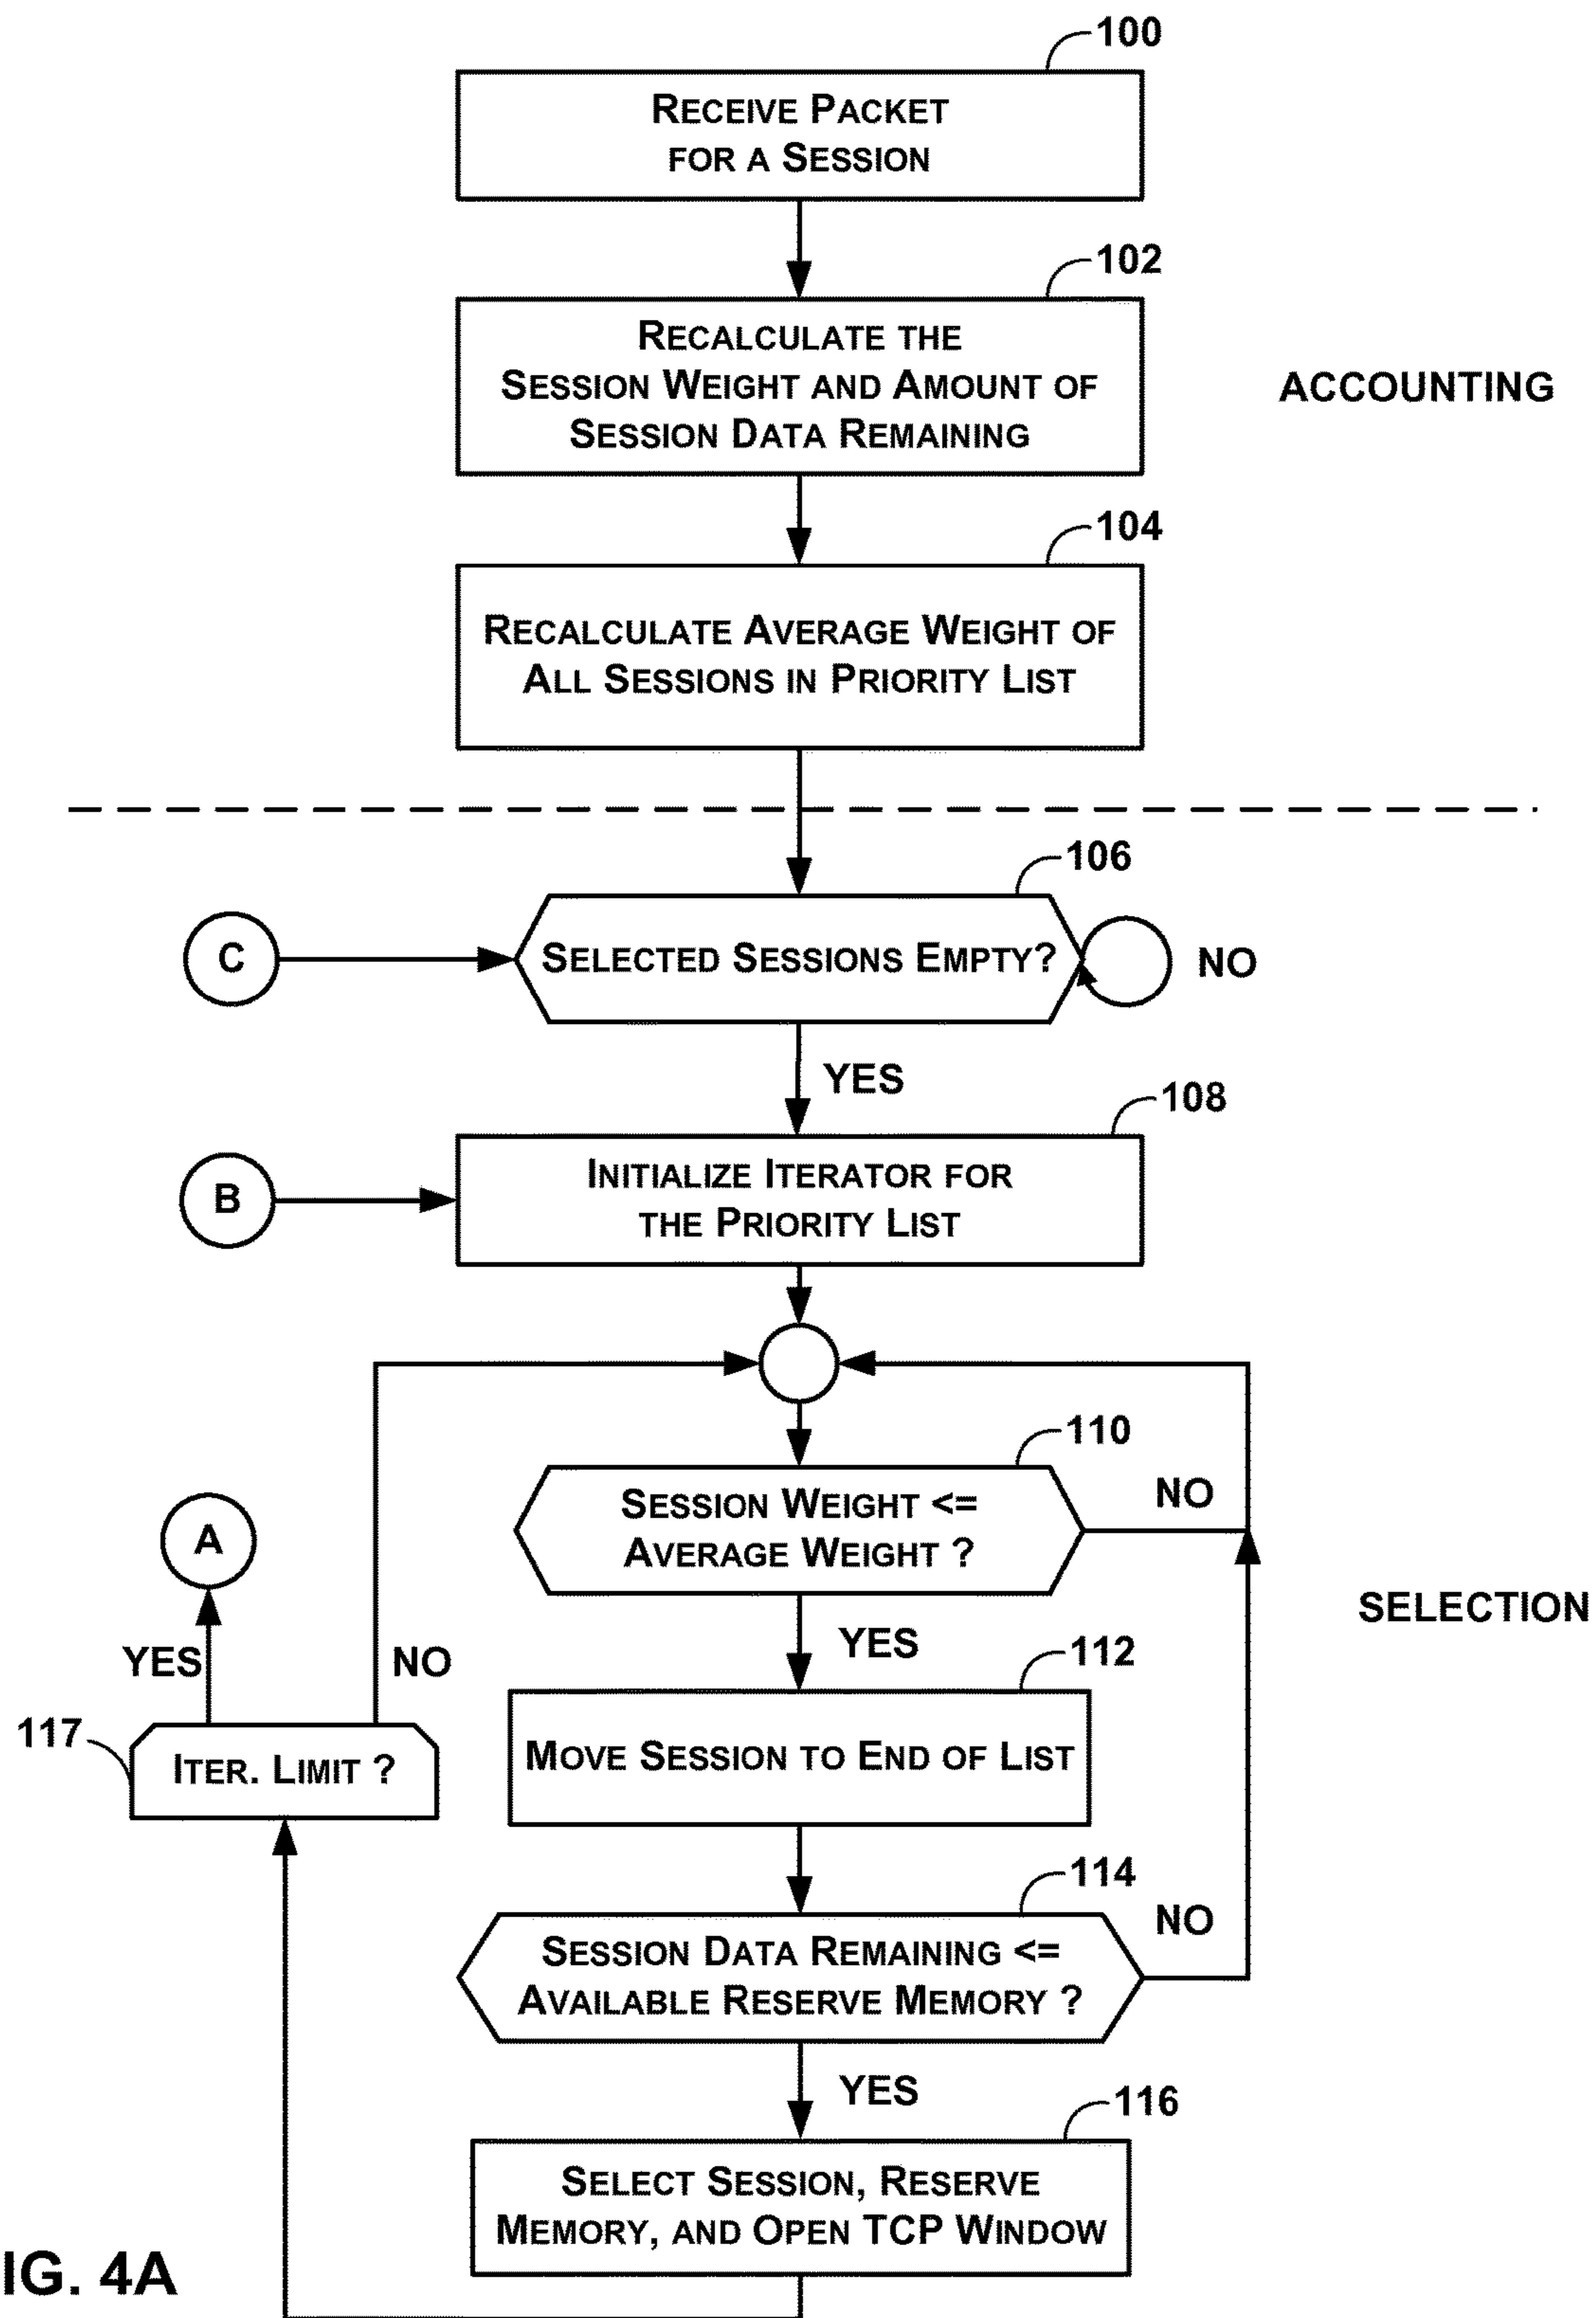 100
RECEIVE PACKET
FOR A SESSION
102
RECALCULATE THE
SESSION WEIGHT AND AMOUNT OF
SESSION DATA REMAINING
ACCOUNTING
104
RECALCULATE AVERAGE WEIGHT OF
ALL SESSIONS IN PRIORITY LIST
106
C
SELECTED SESSIONS EMPTY?
NO
YES
108
B
INITIALIZE ITERATOR FOR
THE PRIORITY LIST
110
SESSION WEIGHT <=
AVERAGE WEIGHT ?
NO
A
SELECTION
YES
NO
YES
112
117
ITER. LIMIT ?
MOVE SESSION TO END OF LIST
114
SESSION DATA REMAINING <=
AVAILABLE RESERVE MEMORY ?
NO
YES
116
SELECT SESSION, RESERVE
MEMORY, AND OPEN TCP WINDOW
IG. 4A